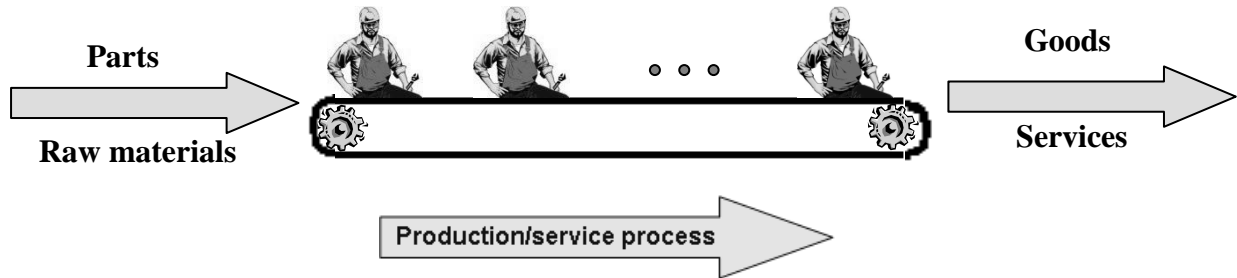 Parts
Raw materials
Goods
Services
Production/service process